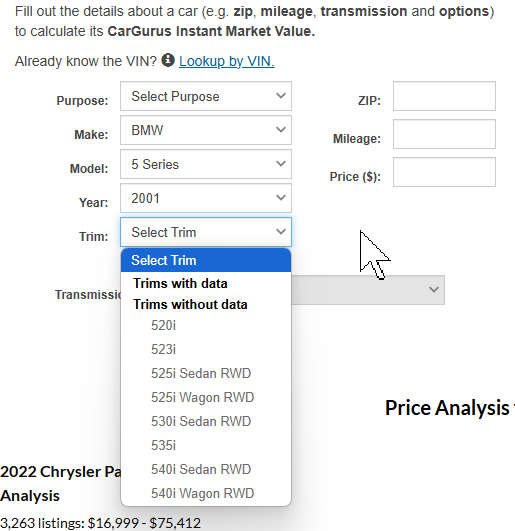 Fill out the details about a car (e.g. zip, mileage, transmission and options)
to calculate its CarGurus Instant Market Value.
Already know the VIN? Lookup by VIN.
Purpose: Select Purpose
ZIP:
Make: BMW
Mileage:
Model: 5 Series
Price ($):
Year: 2001
Trim: Select Trim
Select Trim
Trims with data
Transmissio
Trims without data
520i
523i
525i Sedan RWD
525i Wagon RWD
530i Sedan RWD
Price Analysis
535i
540i Sedan RWD
540i Wagon RWD
2022 Chrysler Pa
Analysis
3,263 listings: $16,999 - $75,412